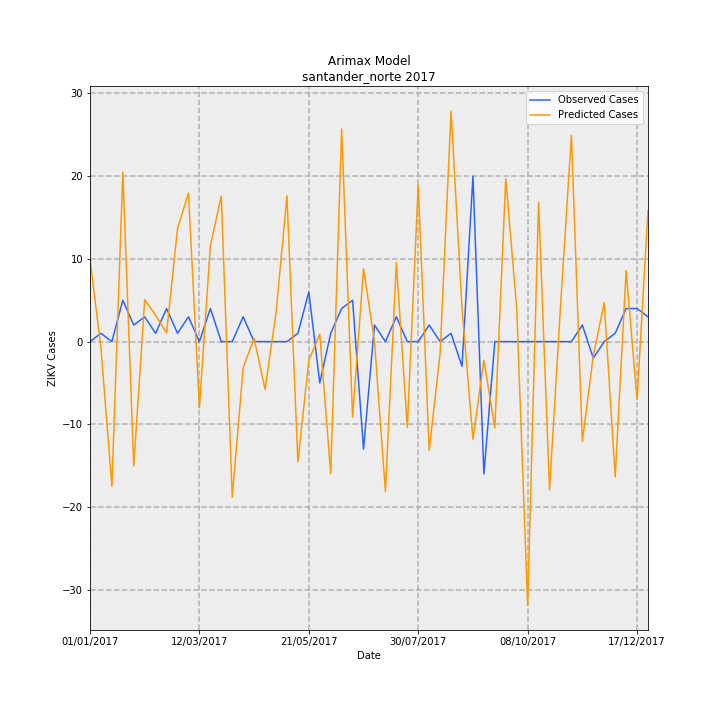 Arimax Model
santander_norte 2017
Observed Cases
Predicted Cases
30
20
10
0
−10
−20
−30
ZIKV Cases
01/01/2017
12/03/2017
21/05/2017
30/07/2017
08/10/2017
17/12/2017
Date